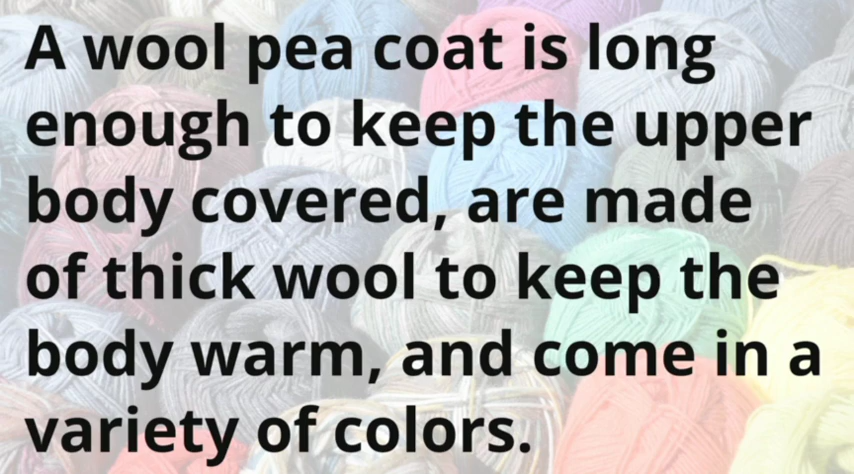 A wool pea coat is long
enough to keep the upper
body covered, are made
of thick wool to keep the
body warm, and come in a
variety of colors.